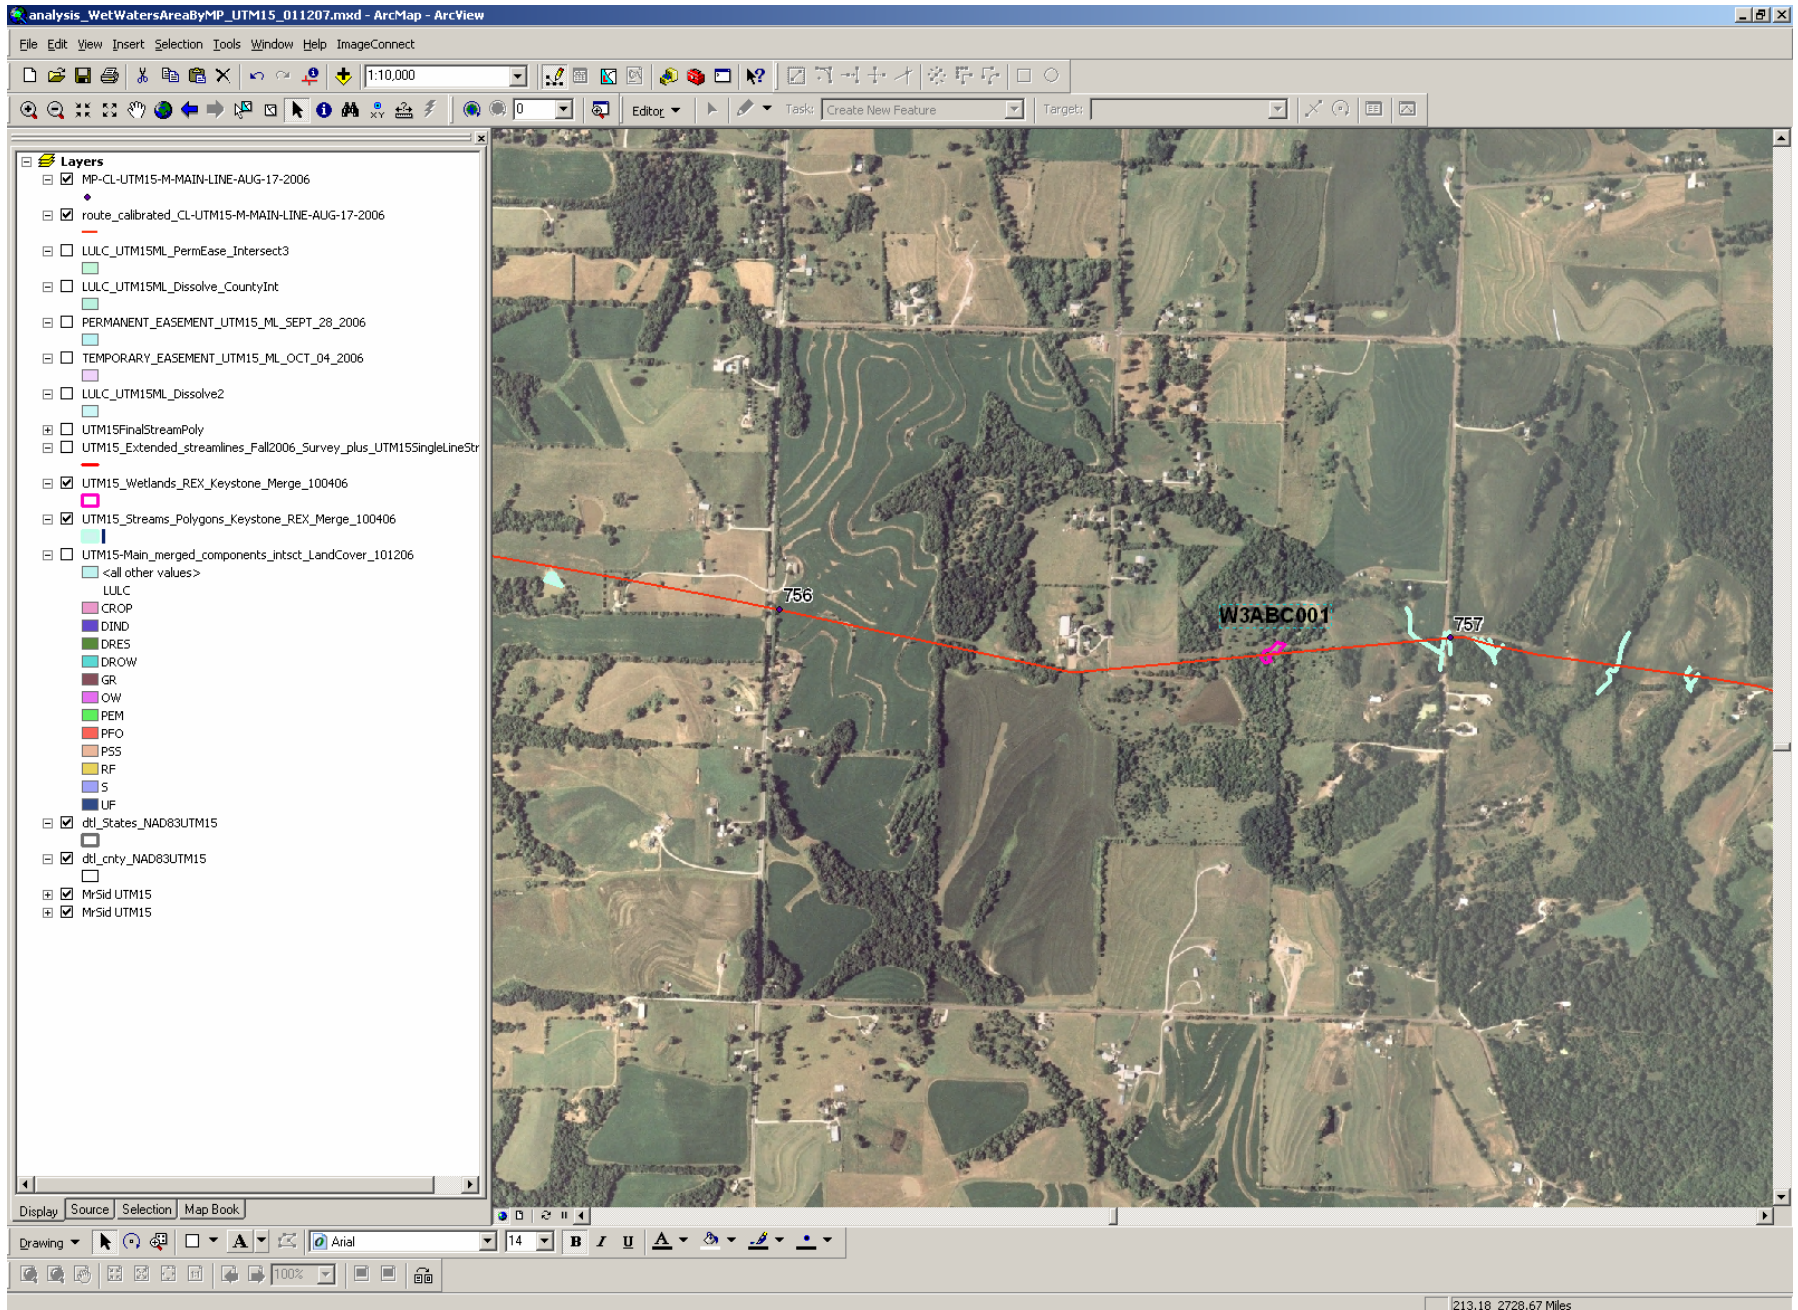 analysis_WetWatersAreaByMP_UTM15_011207.mxd - ArcMap - ArcView
File Edit View Insert Selection Tools Window Help ImageConnect
1:10,000
0 Editor Task: Create New Feature Target:
Layers
MP-CL-UTM15-M-MAIN-LINE-AUG-17-2006
route_calibrated_CL-UTM15-M-MAIN-LINE-AUG-17-2006
LULC_UTM15ML_PermEase_Intersect3
LULC_UTM15ML_Dissolve_CountyInt
PERMANENT_EASEMENT_UTM15_ML_SEPT_28_2006
TEMPORARY_EASEMENT_UTM15_ML_OCT_04_2006
LULC_UTM15ML_Dissolve2
UTM15FinalStreamPoly
UTM15_Extended_streamlines_Fall2006_Survey_plus_UTM15SingleLineStr
UTM15_Wetlands_REX_Keystone_Merge_100406
UTM15_Streams_Polygons_Keystone_REX_Merge_100406
UTM15-Main_merged_components_intsct_LandCover_101206
<all other values>
LULC
CROP
DIND
DRES
DROW
GR
OW
PEM
PFO
PSS
RF
S
UF
dtl_States_NAD83UTM15
dtl_cnty_NAD83UTM15
MrSid UTM15
MrSid UTM15
756
W3ABC001
757
Display Source Selection Map Book
Drawing A Arial 14 B I U A
100%
213.18 2728.67 Miles